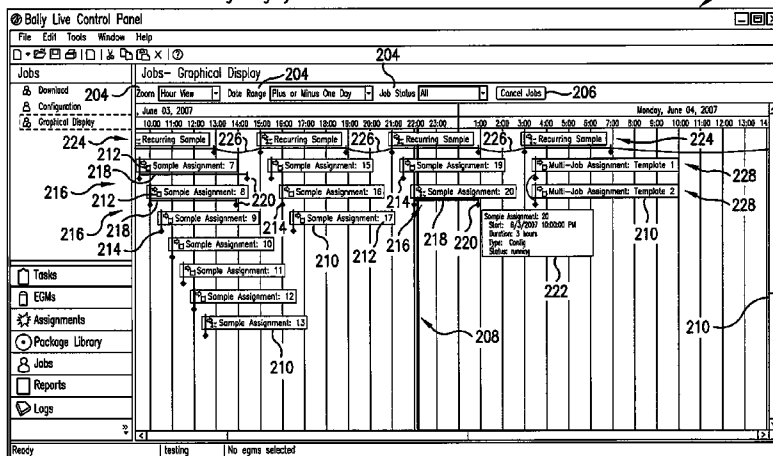 Bally Live Control Panel
File Edit Tools Window Help
Jobs
Jobs- Graphical Display
204
204
204
206
Download
Configuration
Graphical Display
Zoom Hour View Date Range Plus or Minus One Day Job Status All Cancel Jobs
, June 03, 2007 Monday, June 04, 2007
10:00 11:00 12:00 13:00 14:00 15:00 16:00 17:00 18:00 19:00 20:00 21:00 22:00 23:00 1:00 2:00 3:00 4:00 5:00 6:00 7:00 8:00 9:00 10:00 11:00 12:00 13:00 14:
224 Recurring Sample 226 Recurring Sample 226 Recurring Sample 226 Recurring Sample 224
212 Sample Assignment: 7 Sample Assignment: 15 Sample Assignment: 19 Multi-Job Assignment: Template 1 228
218
216 212 Sample Assignment: 8 220 Sample Assignment: 16 214 Sample Assignment: 20 Multi-Job Assignment: Template 2 228
216 218 214 216 218 220 210
214 Sample Assignment: 9 Sample Assignment: 17 212
210
Sample Assignment: 20
Start: 6/3/2007 10:00:00 PM
Duration: 3 hours
Type: Config
Status: running
222
Sample Assignment: 10
Sample Assignment: 11
Sample Assignment: 12
Sample Assignment: 13
210
208
210
Tasks
EGMs
Assignments
Package Library
Jobs
Reports
Logs
Ready testing No egms selected